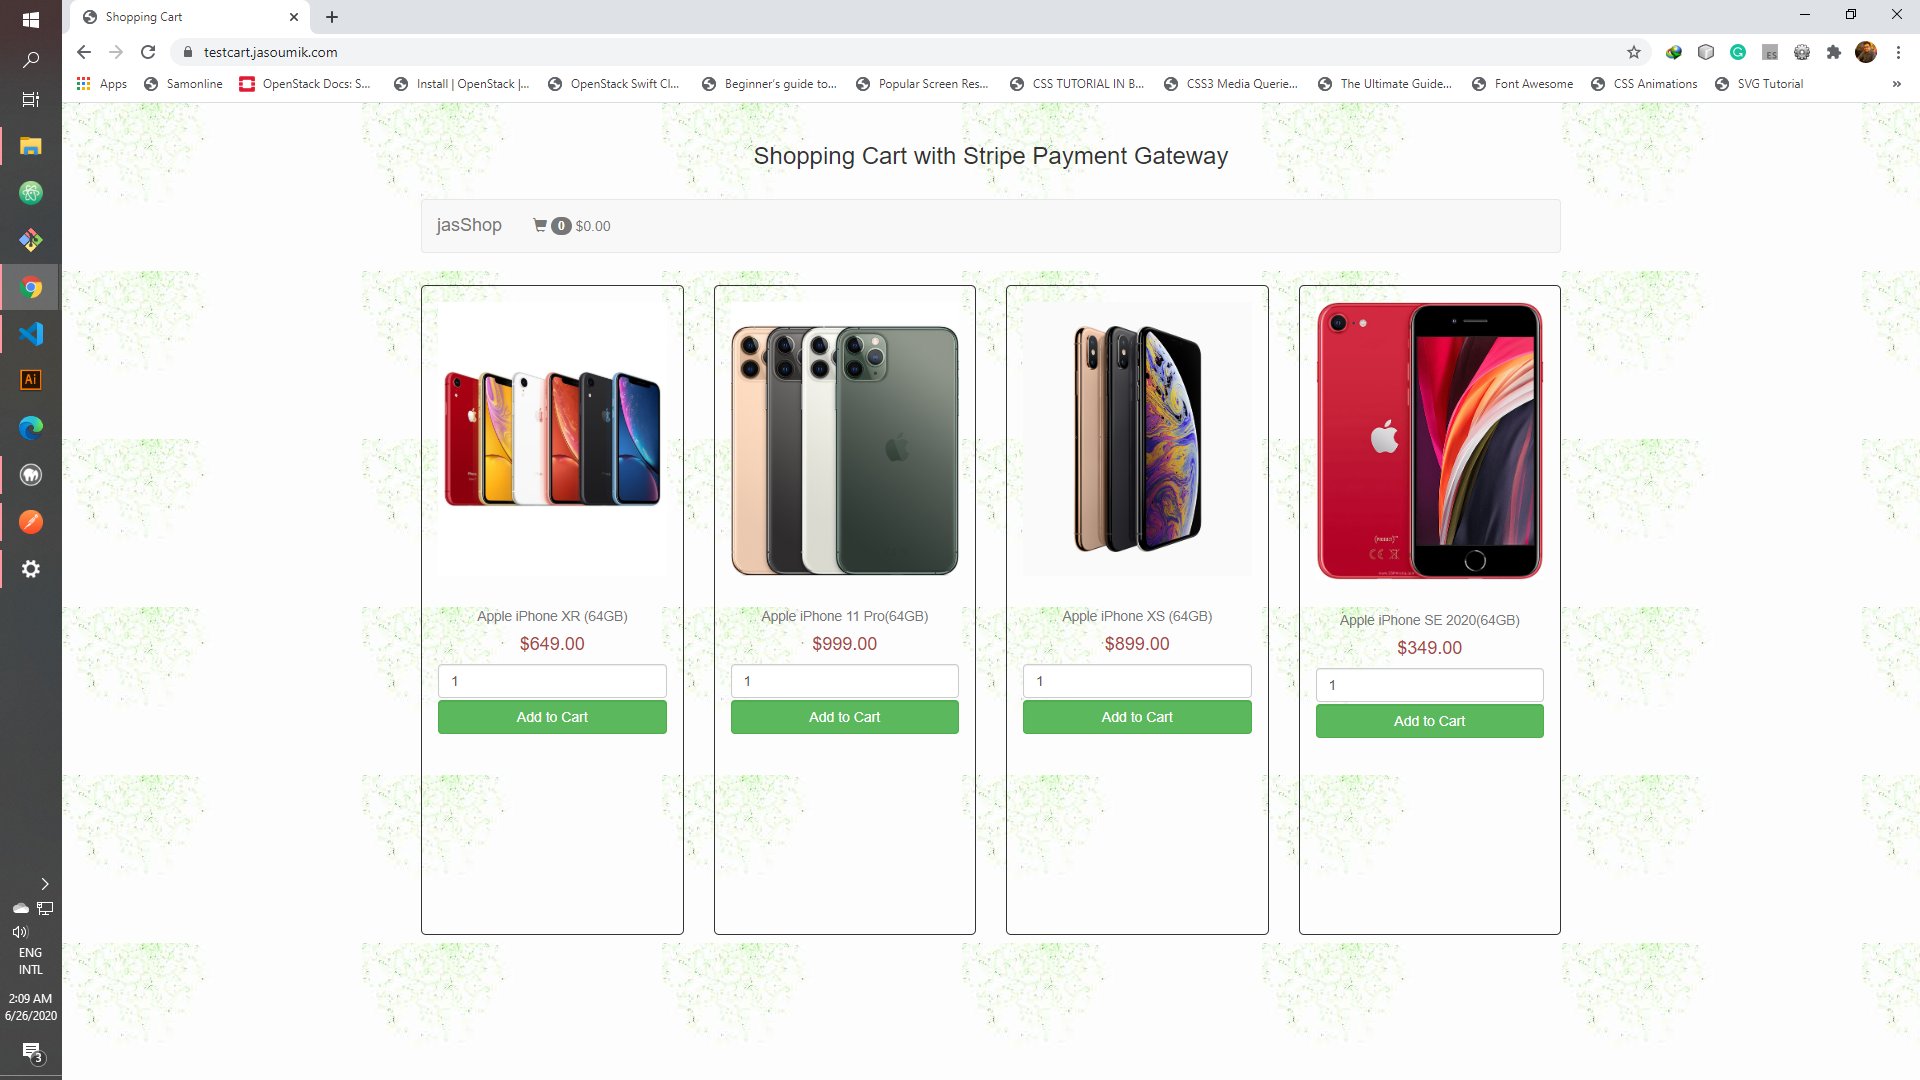 Shopping Cart
testcart.jasoumik.com
Apps
Samonline
OpenStack Docs: S...
Install | OpenStack |...
OpenStack Swift Cl...
Beginner's guide to...
Popular Screen Res...
CSS TUTORIAL IN B...
CSS3 Media Querie...
The Ultimate Guide...
Font Awesome
CSS Animations
SVG Tutorial
»
Shopping Cart with Stripe Payment Gateway
jasShop 0 $0.00
Apple iPhone XR (64GB)
$649.00
1
Add to Cart
Apple iPhone 11 Pro(64GB)
$999.00
1
Add to Cart
Apple iPhone XS (64GB)
$899.00
1
Add to Cart
Apple iPhone SE 2020(64GB)
$349.00
1
Add to Cart
Ai
ES
ENG
INTL
2:09 AM
6/26/2020
3